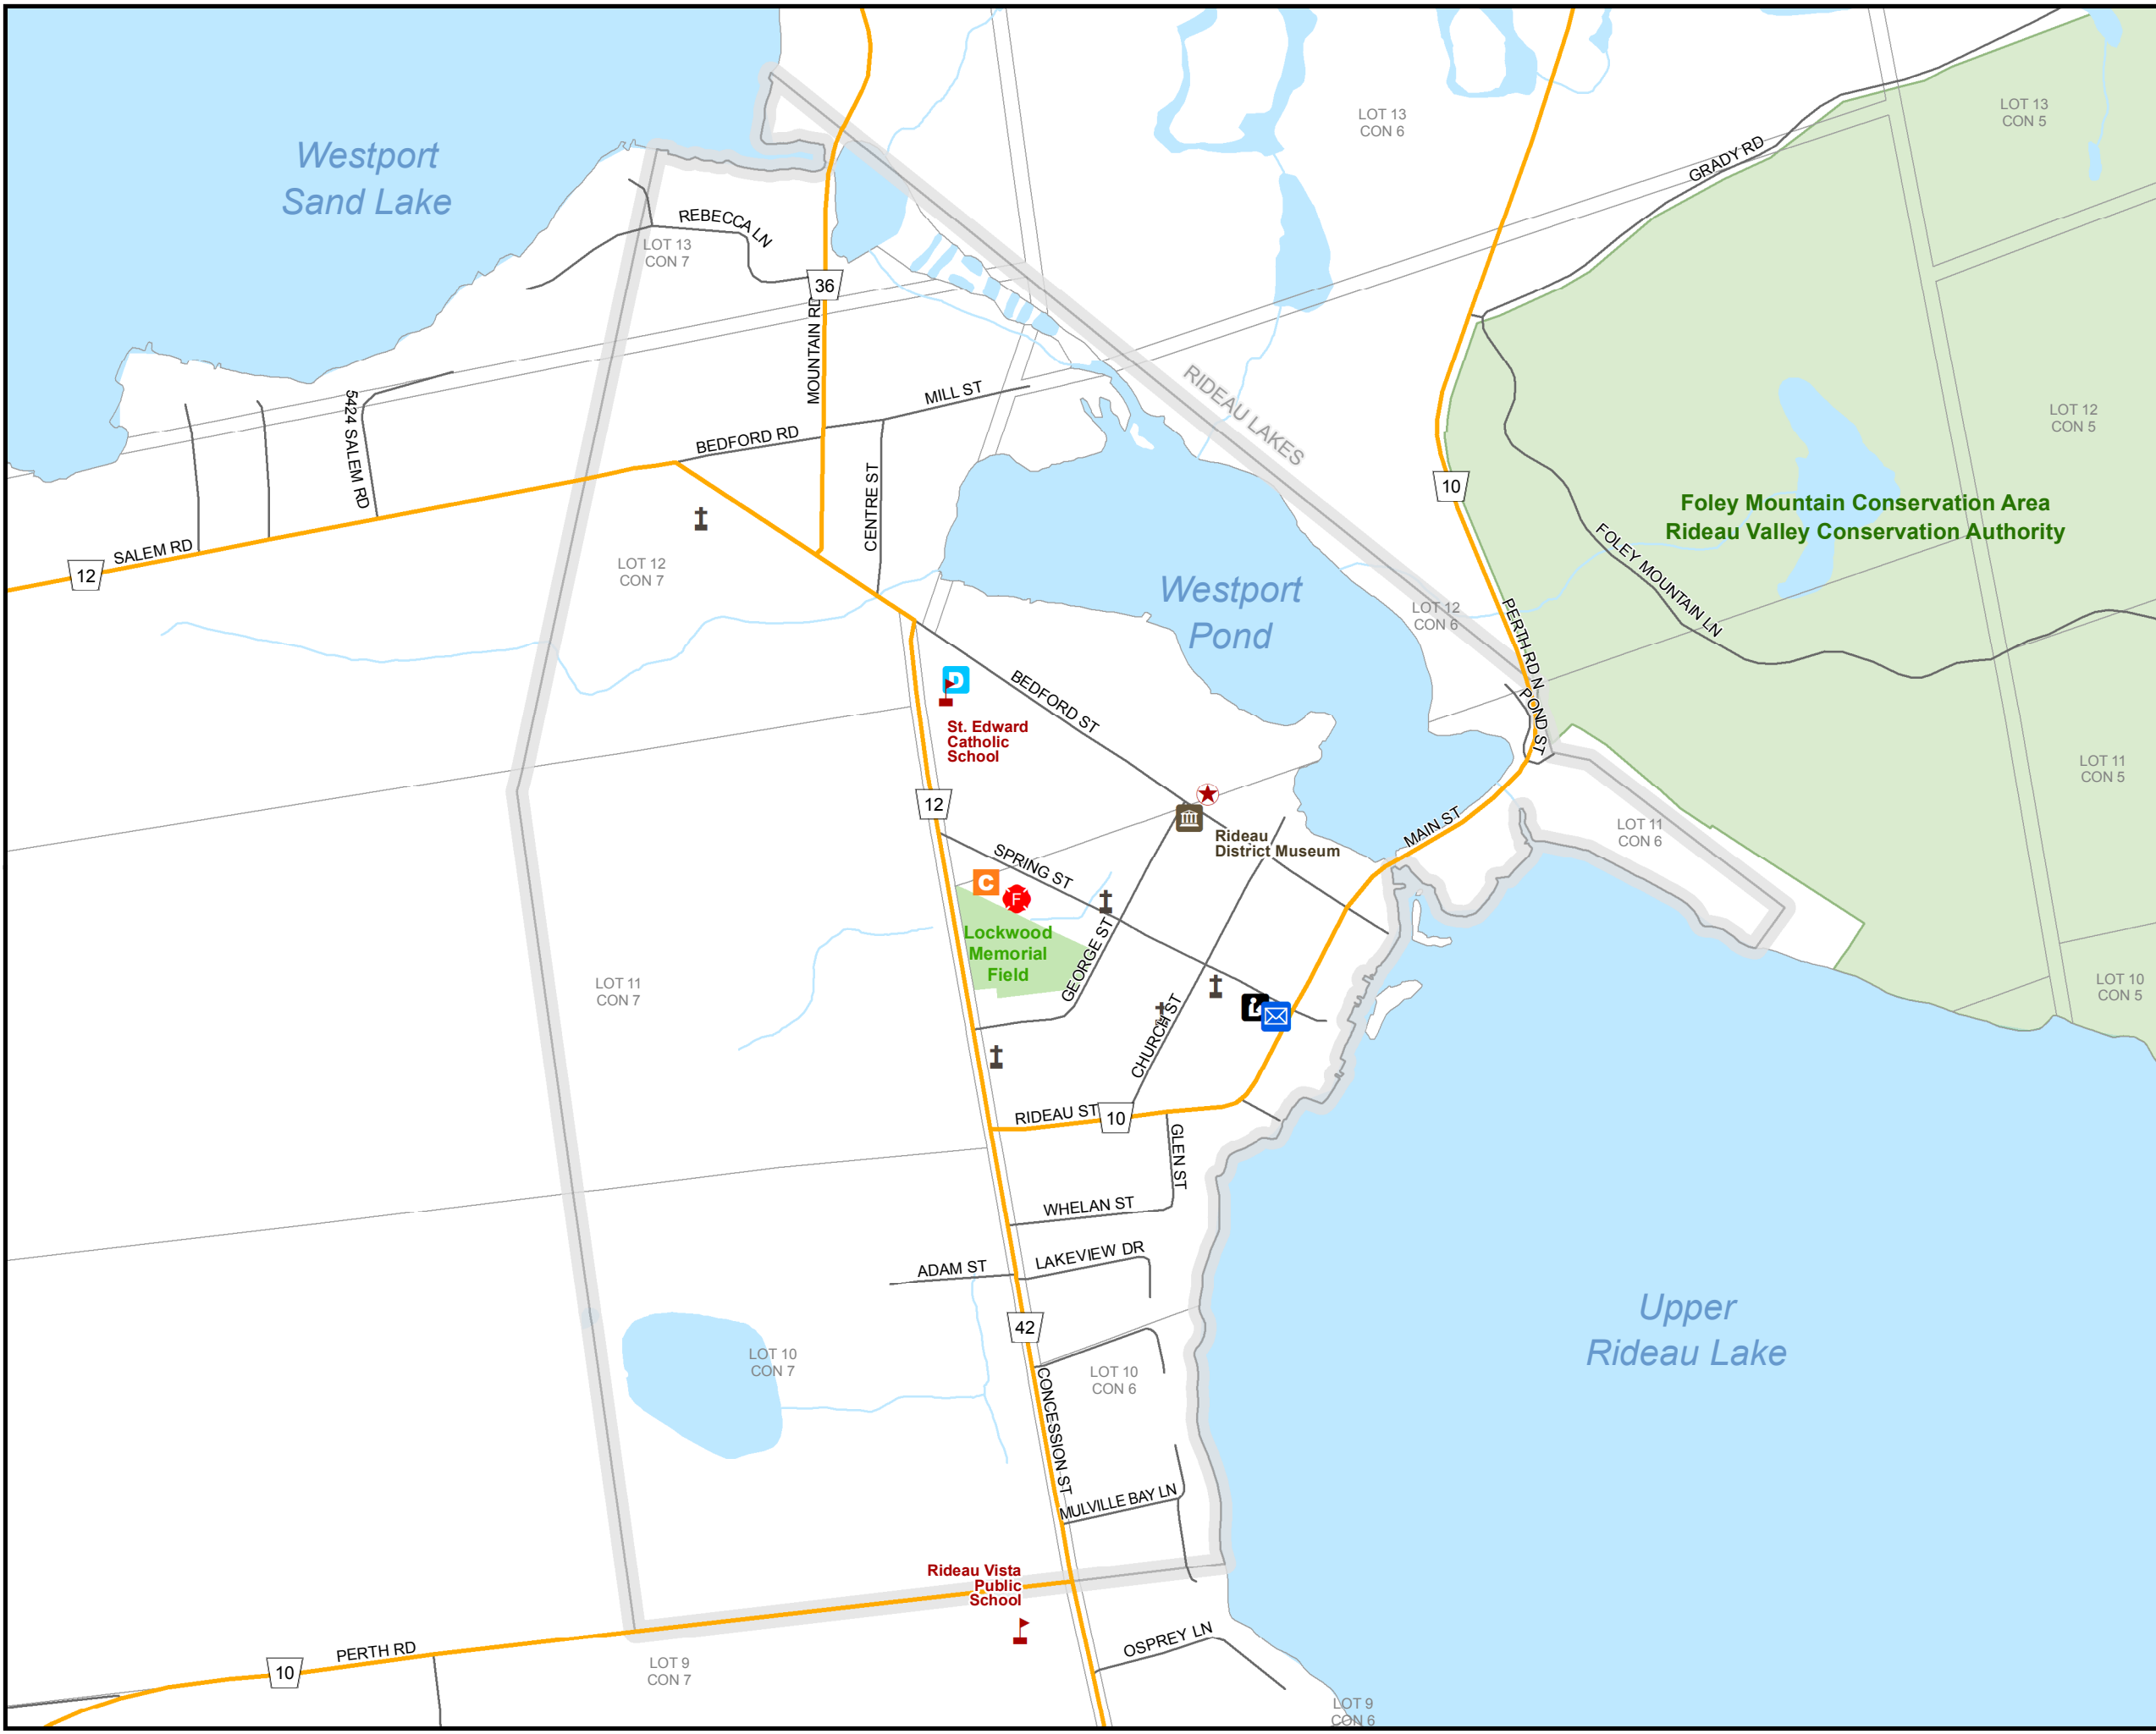 LOT 13
CON 6
LOT 13
CON 5
Westport
Sand Lake
GRADY RD
REBECCA LN
LOT 13
CON 7
36
MOUNTAIN RD
RIDEAU LAKES
5424 SALEM RD
MILL ST
BEDFORD RD
LOT 12
CON 5
CENTRE ST
10
Foley Mountain Conservation Area
Rideau Valley Conservation Authority
SALEM RD
12
LOT 12
CON 7
FOLEY MOUNTAIN LN
Westport
Pond
LOT 12
CON 6
PERTH RD N
POND ST
D
BEDFORD ST
St. Edward
Catholic
School
LOT 11
CON 5
12
MAIN ST
LOT 11
CON 6
Rideau
District Museum
SPRING ST
C
F
Lockwood
Memorial
Field
GEORGE ST
LOT 11
CON 7
LOT 10
CON 5
CHURCH ST
RIDEAU ST
10
GLEN ST
WHELAN ST
ADAM ST
LAKEVIEW DR
42
Upper
Rideau Lake
LOT 10
CON 7
LOT 10
CON 6
CONCESSION ST
MULVILLE BAY LN
Rideau Vista
Public
School
OSPREY LN
PERTH RD
10
LOT 9
CON 7
LOT 9
CON 6